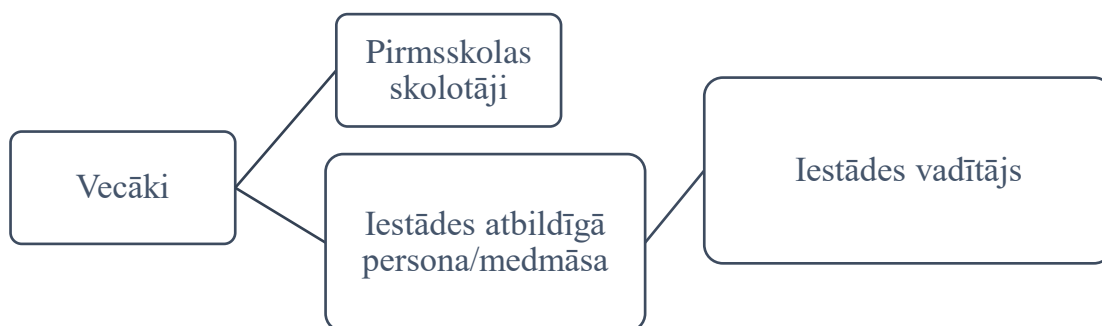 Pirmsskolas
skolotāji
Vecāki
Iestādes atbildīgā
persona/medmāsa
Iestādes vadītājs